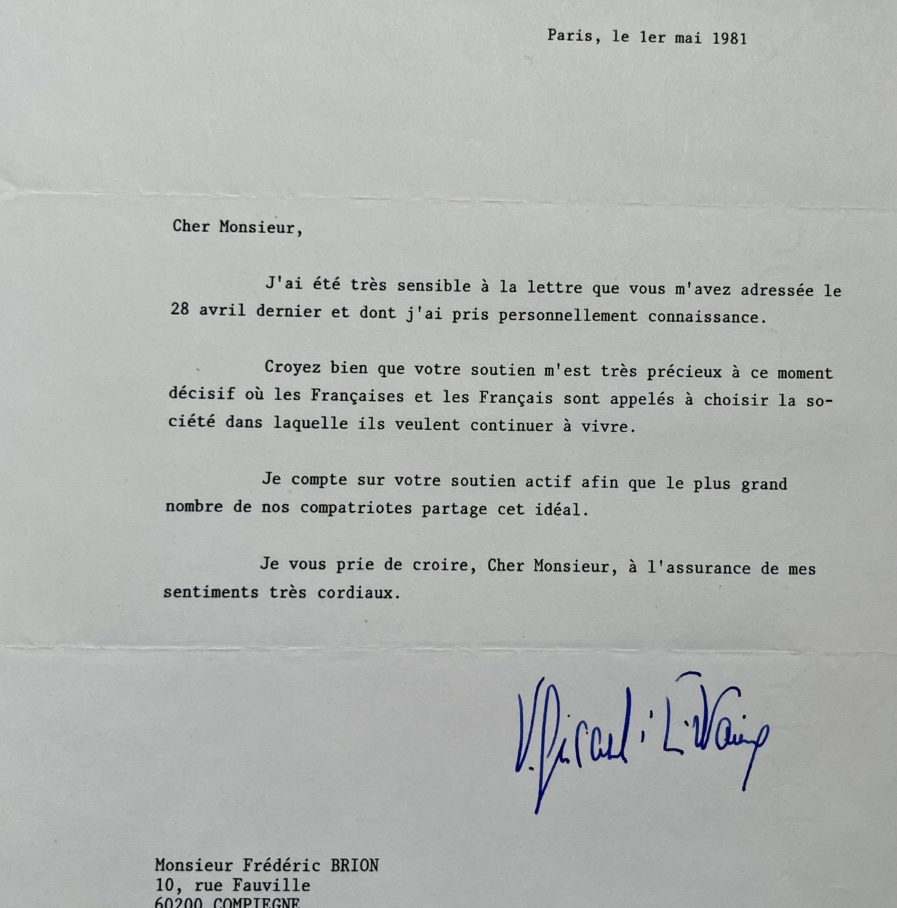 Paris, le 1er mai 1981
Cher Monsieur,
J'ai été très sensible à la lettre que vous m'avez adressée le
28 avril dernier et dont j'ai pris personnellement connaissance.
Croyez bien que votre soutien m'est très précieux à ce moment
décisif où les Françaises et les Français sont appelés à choisir la so-
ciété dans laquelle ils veulent continuer à vivre.
Je compte sur votre soutien actif afin que le plus grand
nombre de nos compatriotes partage cet idéal.
Je vous prie de croire, Cher Monsieur, à l'assurance de mes
sentiments très cordiaux.
Monsieur Frédéric BRION
10, rue Fauville
60200 COMPIEGNE